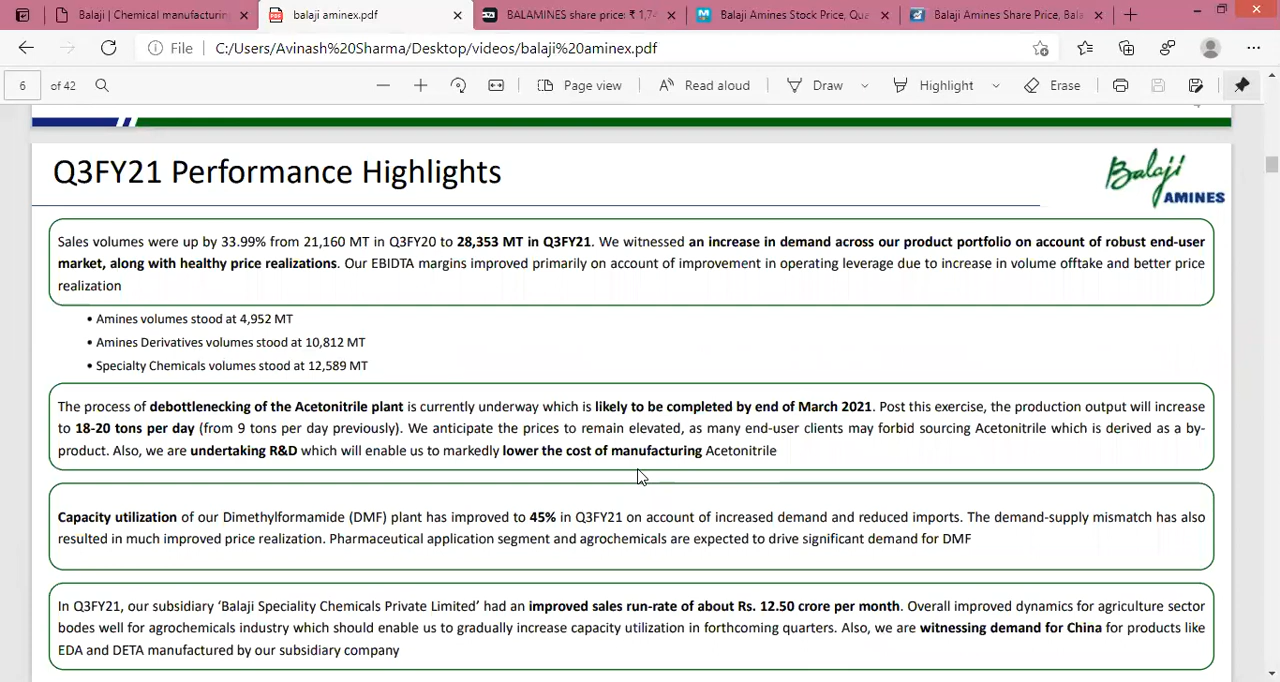 Balaji | Chemical manufacturin
balaji aminex.pdf
BALAMINES share price: ₹ 1,74
Balaji Amines Stock Price, Quo
Balaji Amines Share Price, Bala
File
C:/Users/Avinash%20Sharma/Desktop/videos/balaji%20aminex.pdf
6 of 42
Page view
Read aloud
Draw
Highlight
Erase
Q3FY21 Performance Highlights
Balaji
AMINES
Sales volumes were up by 33.99% from 21,160 MT in Q3FY20 to 28,353 MT in Q3FY21. We witnessed an increase in demand across our product portfolio on account of robust end-user
market, along with healthy price realizations. Our EBIDTA margins improved primarily on account of improvement in operating leverage due to increase in volume offtake and better price
realization
• Amines volumes stood at 4,952 MT
• Amines Derivatives volumes stood at 10,812 MT
• Specialty Chemicals volumes stood at 12,589 MT
The process of debottlenecking of the Acetonitrile plant is currently underway which is likely to be completed by end of March 2021. Post this exercise, the production output will increase
to 18-20 tons per day (from 9 tons per day previously). We anticipate the prices to remain elevated, as many end-user clients may forbid sourcing Acetonitrile which is derived as a by-
product. Also, we are undertaking R&D which will enable us to markedly lower the cost of manufacturing Acetonitrile
Capacity utilization of our Dimethylformamide (DMF) plant has improved to 45% in Q3FY21 on account of increased demand and reduced imports. The demand-supply mismatch has also
resulted in much improved price realization. Pharmaceutical application segment and agrochemicals are expected to drive significant demand for DMF
In Q3FY21, our subsidiary ‘Balaji Speciality Chemicals Private Limited’ had an improved sales run-rate of about Rs. 12.50 crore per month. Overall improved dynamics for agriculture sector
bodes well for agrochemicals industry which should enable us to gradually increase capacity utilization in forthcoming quarters. Also, we are witnessing demand for China for products like
EDA and DETA manufactured by our subsidiary company